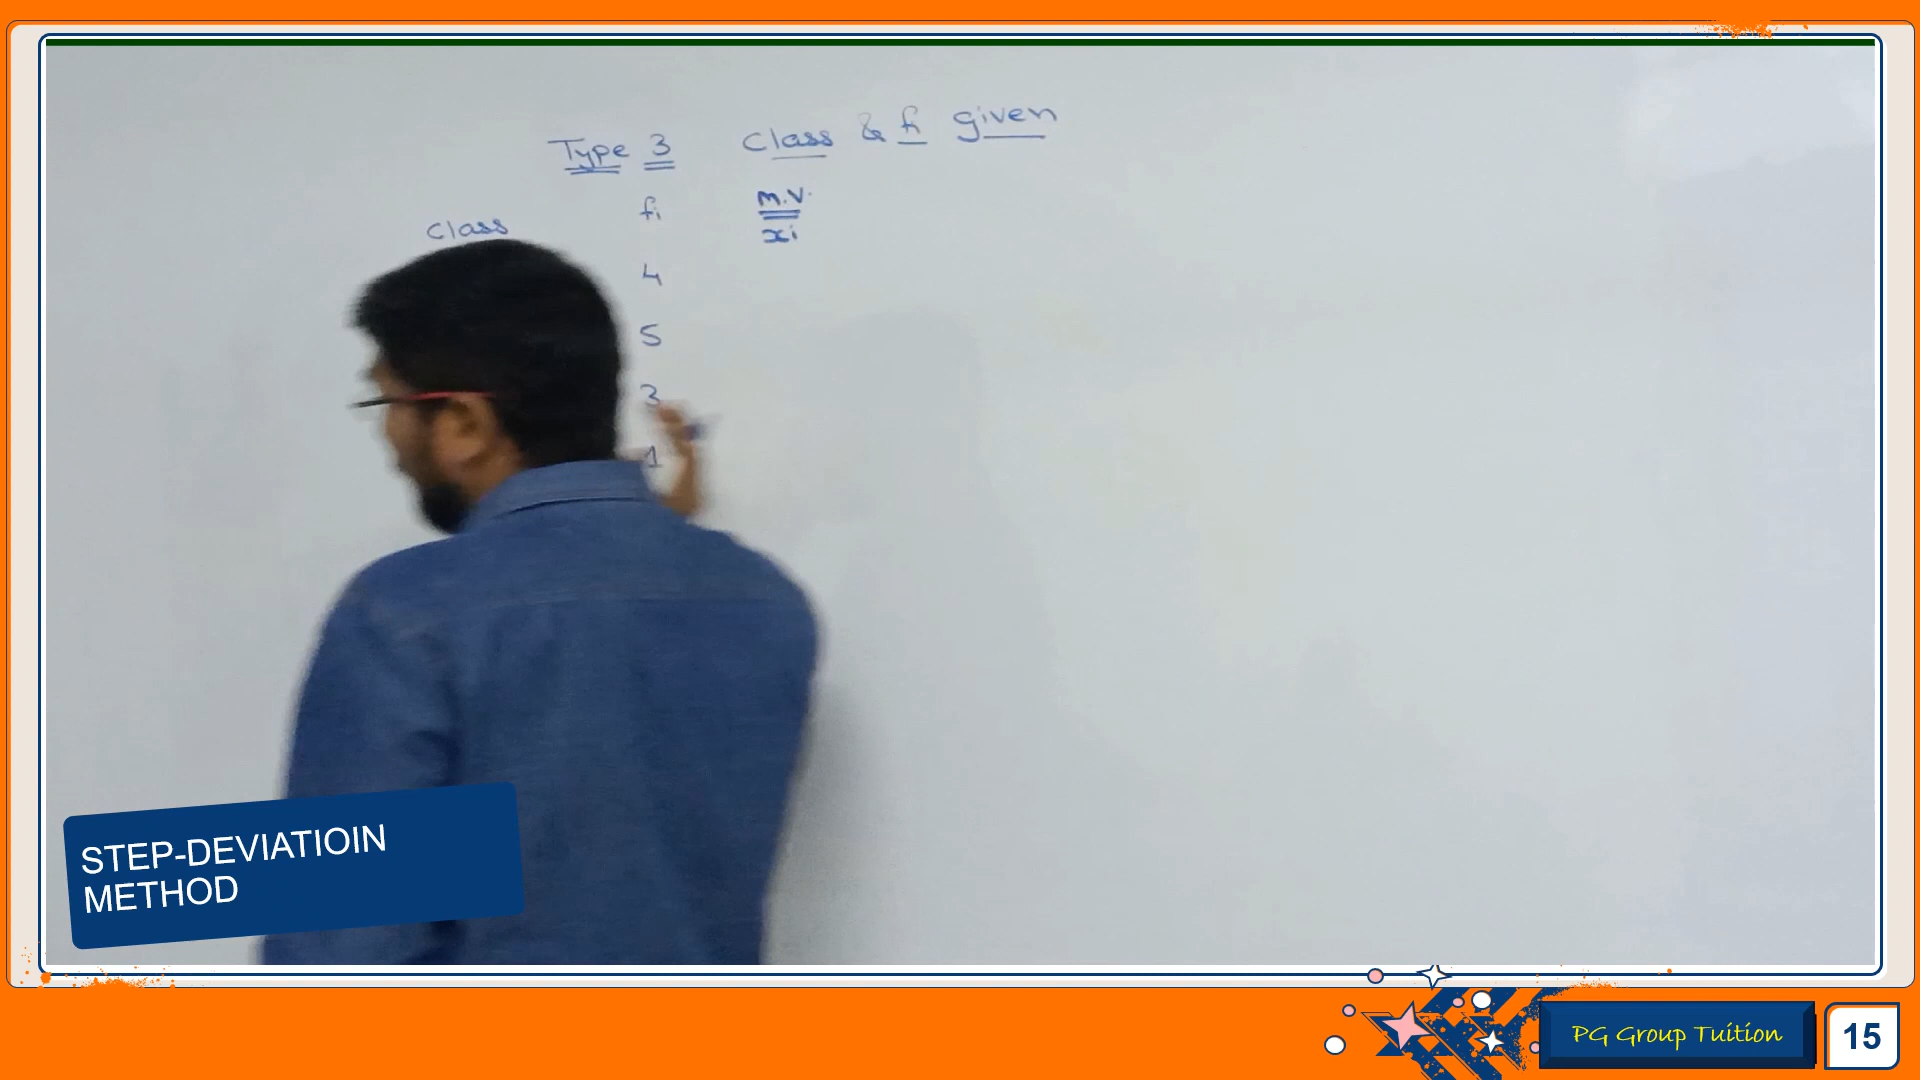 Type 3 Class & fi given
Class fi M.V.
xi
4
5
3
1
STEP-DEVIATIOIN
METHOD
PG Group Tuition
15